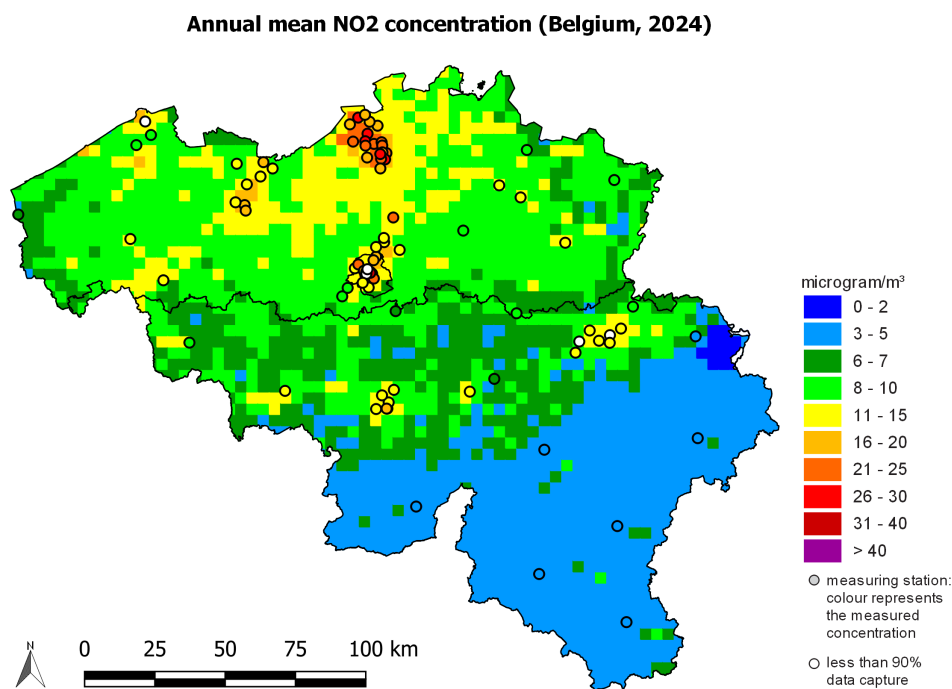 Annual mean NO2 concentration (Belgium, 2024)
microgram/m³
0 - 2
3 - 5
6 - 7
8 - 10
11 - 15
16 - 20
21 - 25
26 - 30
31 - 40
> 40
measuring station:
colour represents
the measured
concentration
less than 90%
data capture
N
0 25 50 75 100 km